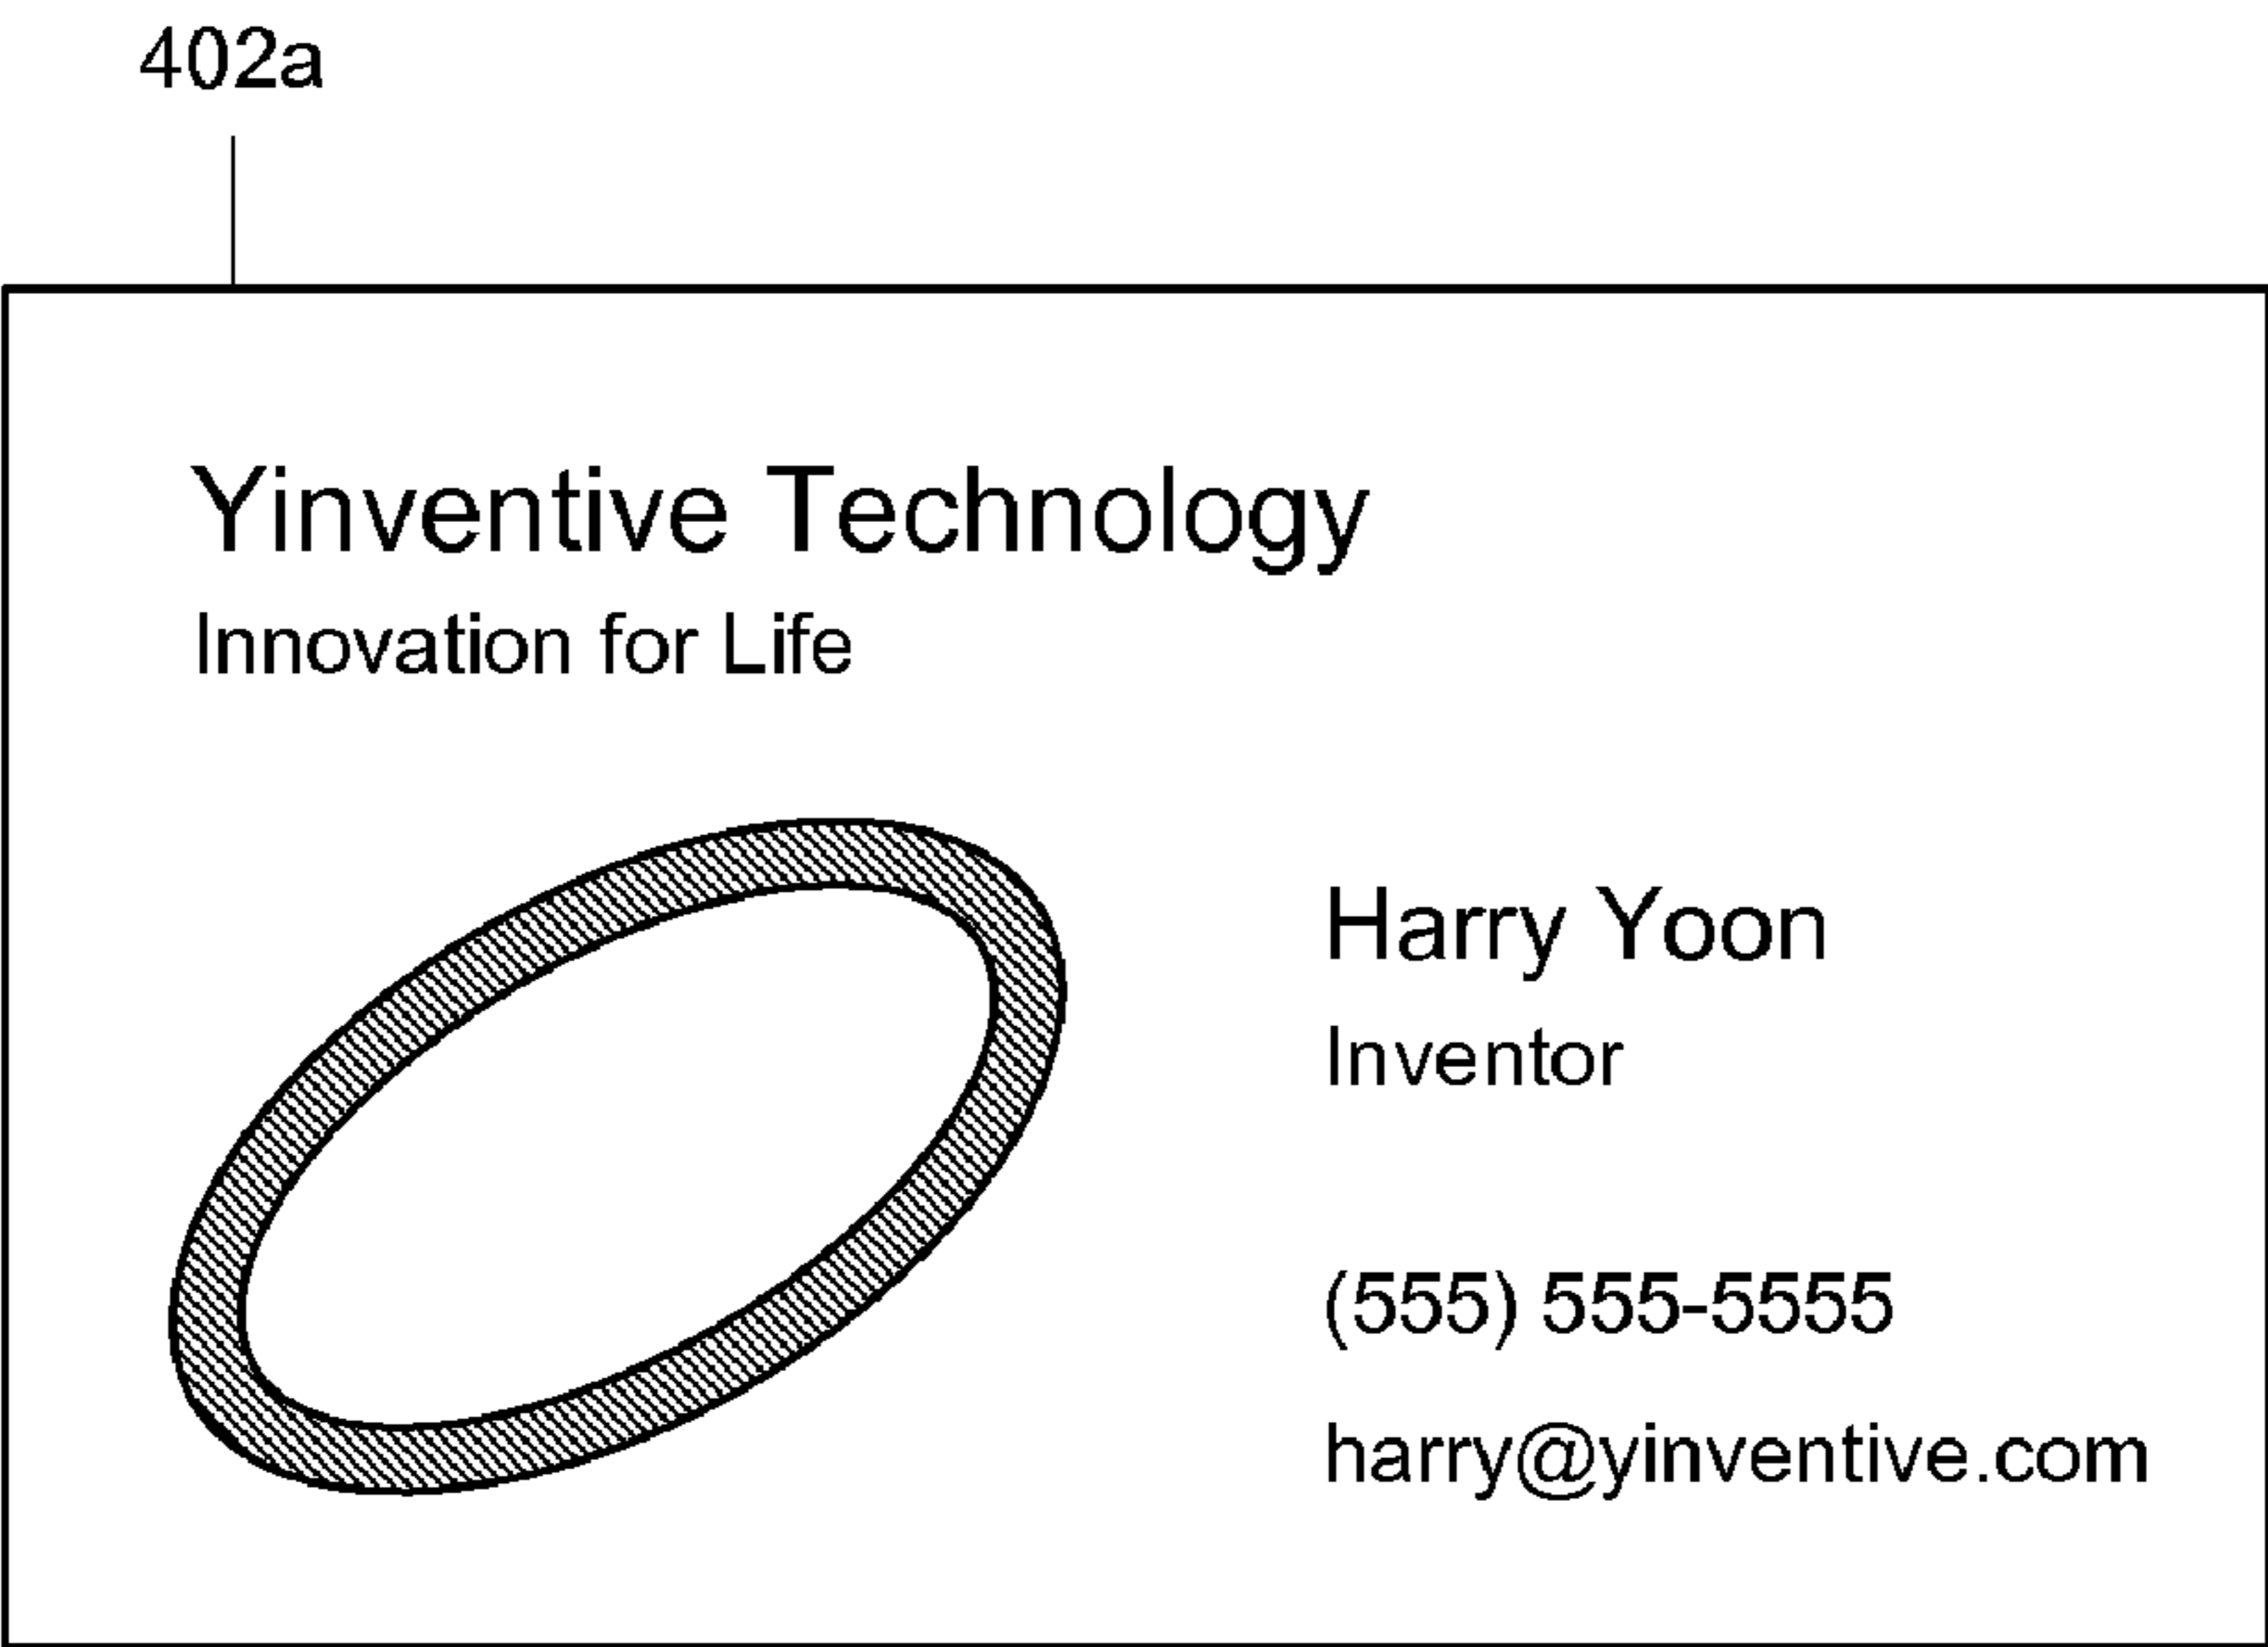 402a
Yinventive Technology
Innovation for Life
Harry Yoon
Inventor
(555) 555-5555
harry@yinventive.com